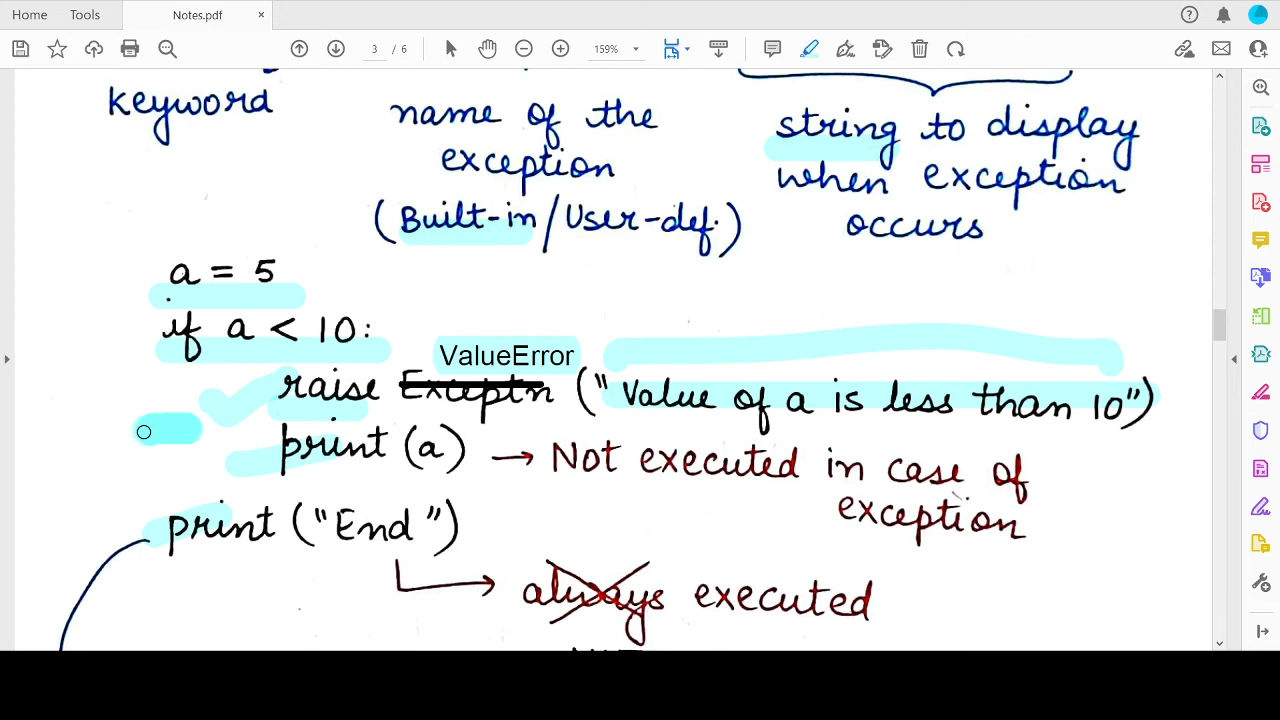 Home Tools Notes.pdf ×
3 / 6 159%
keyword
name of the
exception
(Built-in/User-def.)
string to display
when exception
occurs
a = 5
if a < 10:
ValueError
raise Exceptn ("Value of a is less than 10")
print (a) → Not executed in case of
exception
print ("End")
always executed